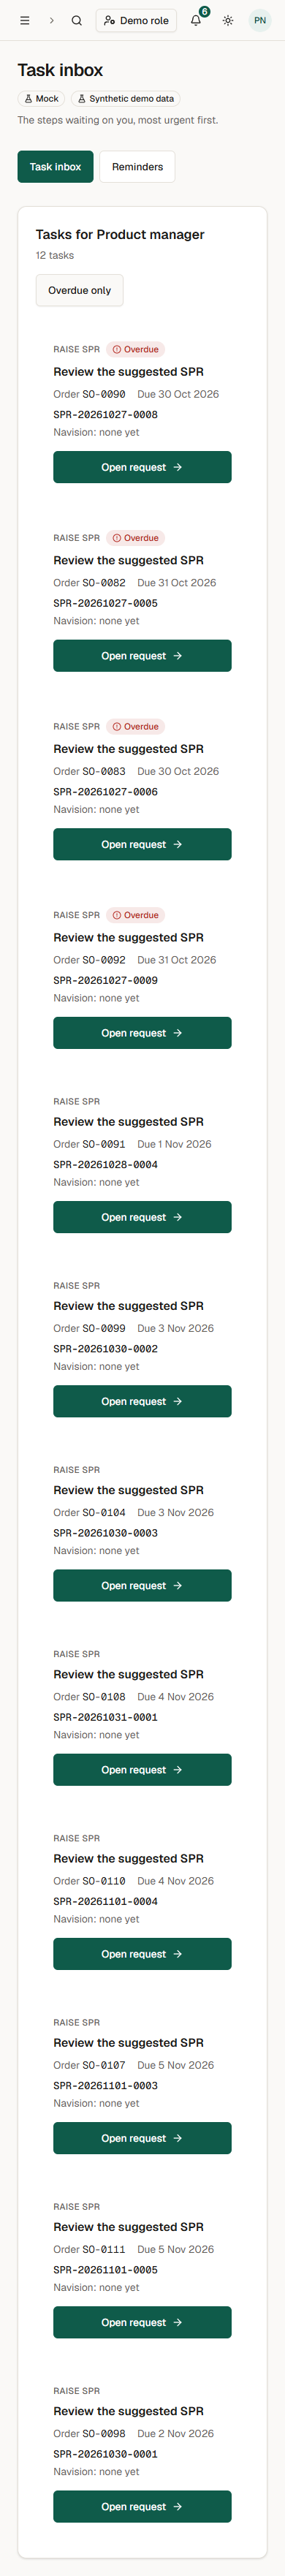 Demo role
6
PN
Task inbox
Mock
Synthetic demo data
The steps waiting on you, most urgent first.
Task inbox
Reminders
Tasks for Product manager
12 tasks
Overdue only
RAISE SPR Overdue
Review the suggested SPR
Order SO-0090 Due 30 Oct 2026
SPR-20261027-0008
Navision: none yet
Open request
RAISE SPR Overdue
Review the suggested SPR
Order SO-0082 Due 31 Oct 2026
SPR-20261027-0005
Navision: none yet
Open request
RAISE SPR Overdue
Review the suggested SPR
Order SO-0083 Due 30 Oct 2026
SPR-20261027-0006
Navision: none yet
Open request
RAISE SPR Overdue
Review the suggested SPR
Order SO-0092 Due 31 Oct 2026
SPR-20261027-0009
Navision: none yet
Open request
RAISE SPR
Review the suggested SPR
Order SO-0091 Due 1 Nov 2026
SPR-20261028-0004
Navision: none yet
Open request
RAISE SPR
Review the suggested SPR
Order SO-0099 Due 3 Nov 2026
SPR-20261030-0002
Navision: none yet
Open request
RAISE SPR
Review the suggested SPR
Order SO-0104 Due 3 Nov 2026
SPR-20261030-0003
Navision: none yet
Open request
RAISE SPR
Review the suggested SPR
Order SO-0108 Due 4 Nov 2026
SPR-20261031-0001
Navision: none yet
Open request
RAISE SPR
Review the suggested SPR
Order SO-0110 Due 4 Nov 2026
SPR-20261101-0004
Navision: none yet
Open request
RAISE SPR
Review the suggested SPR
Order SO-0107 Due 5 Nov 2026
SPR-20261101-0003
Navision: none yet
Open request
RAISE SPR
Review the suggested SPR
Order SO-0111 Due 5 Nov 2026
SPR-20261101-0005
Navision: none yet
Open request
RAISE SPR
Review the suggested SPR
Order SO-0098 Due 2 Nov 2026
SPR-20261030-0001
Navision: none yet
Open request